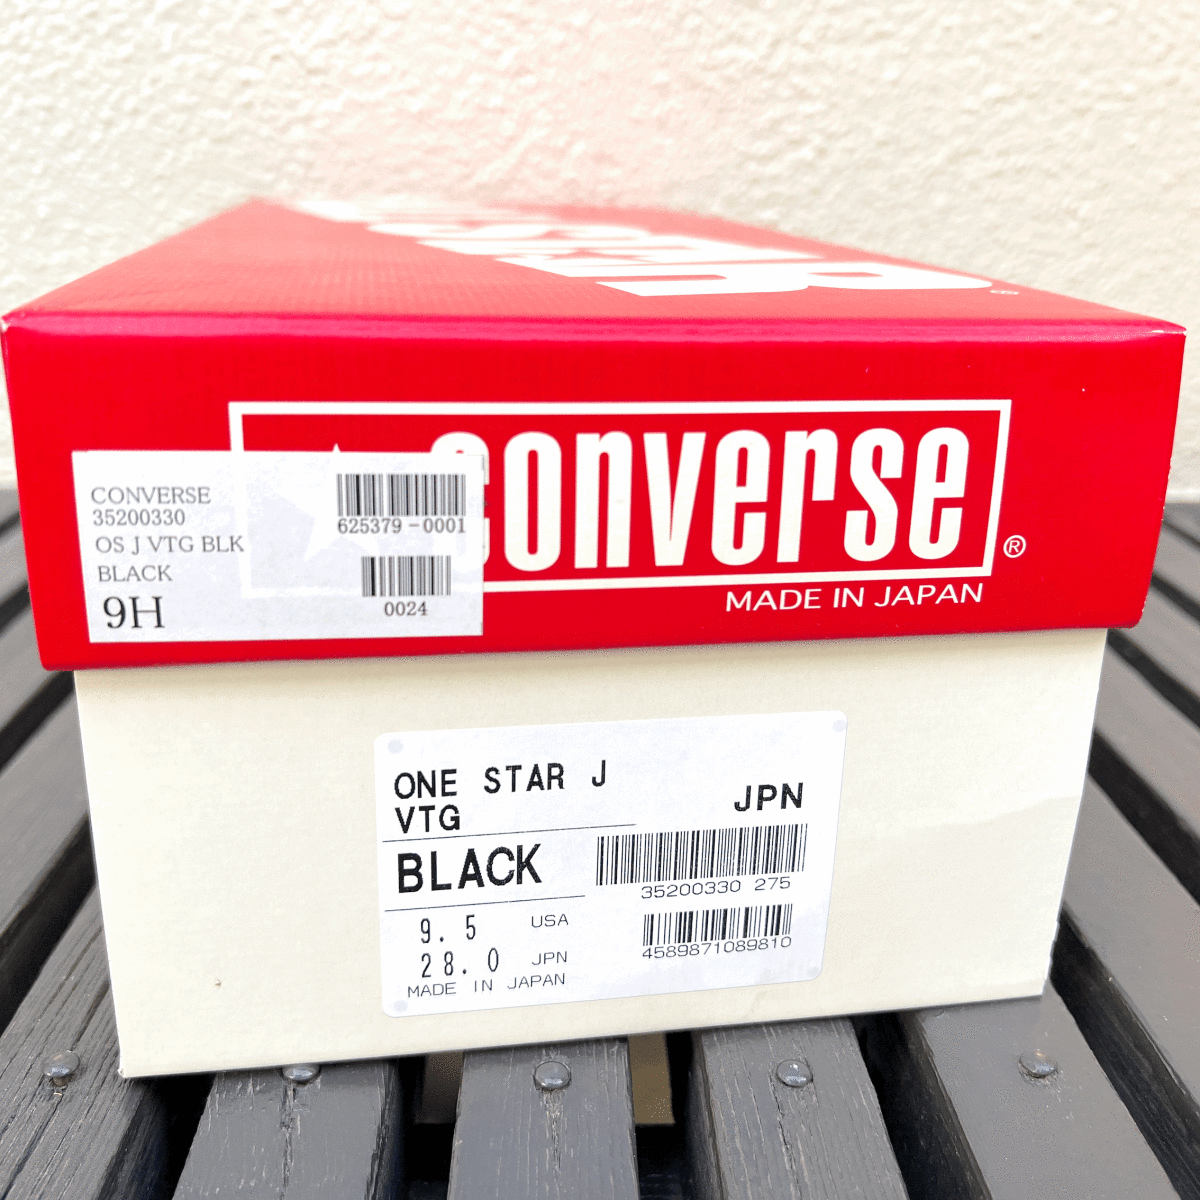 converse
®
MADE IN JAPAN
CONVERSE
35200330
OS J VTG BLK
BLACK
9H
625379-0001
0024
ONE STAR J
VTG
JPN
BLACK
35200330 275
9.5 USA
28.0 JPN
4589871089810
MADE IN JAPAN